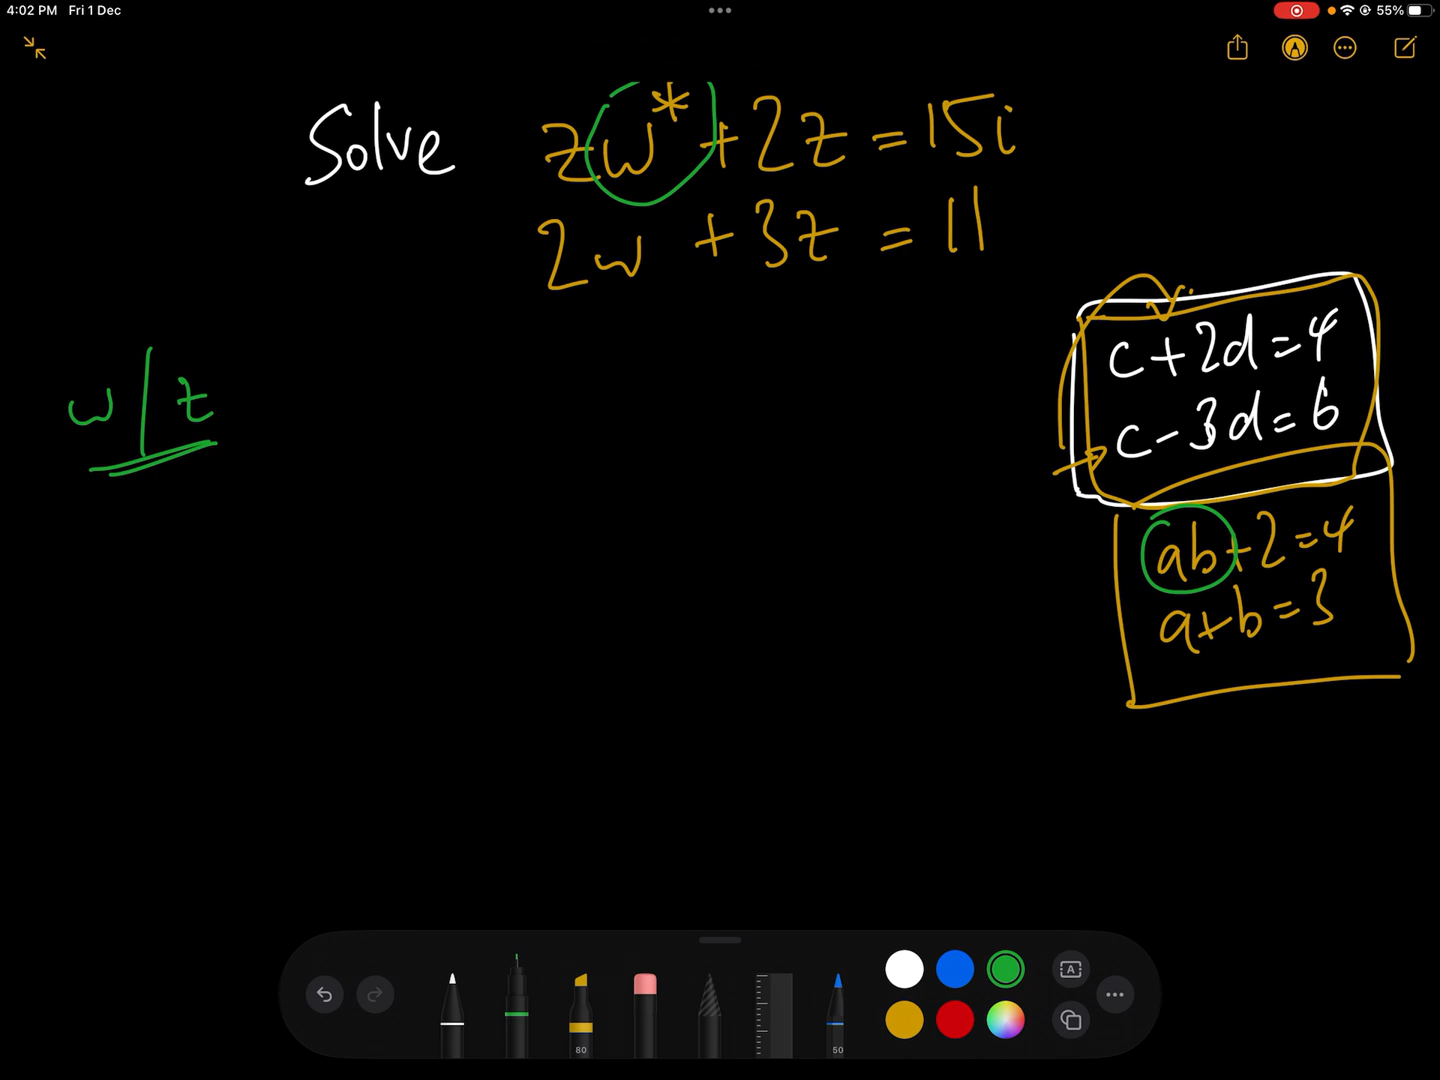 4:02 PM Fri 1 Dec
55%
Solve zw* + 2z = 15i
2w + 3z = 11
w | z
c + 2d = 4
c - 3d = 6
ab + 2 = 4
a + b = 3
80
50
A